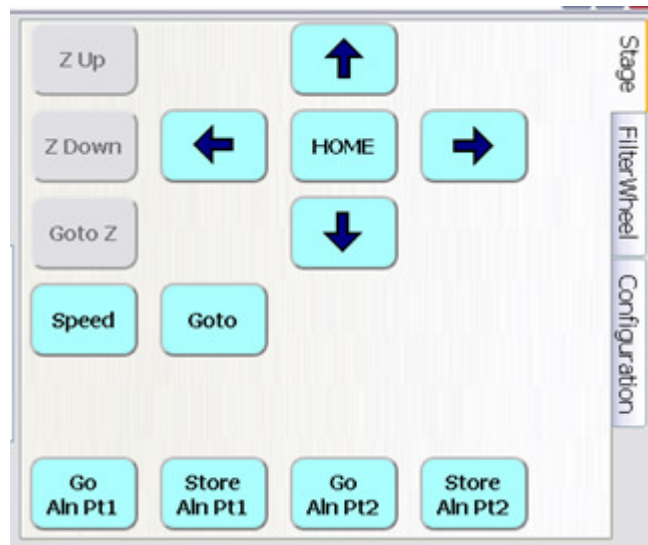 Z Up
Z Down
HOME
Goto Z
Speed
Goto
Go
Aln Pt1
Store
Aln Pt1
Go
Aln Pt2
Store
Aln Pt2
Stage
FilterWheel
Configuration